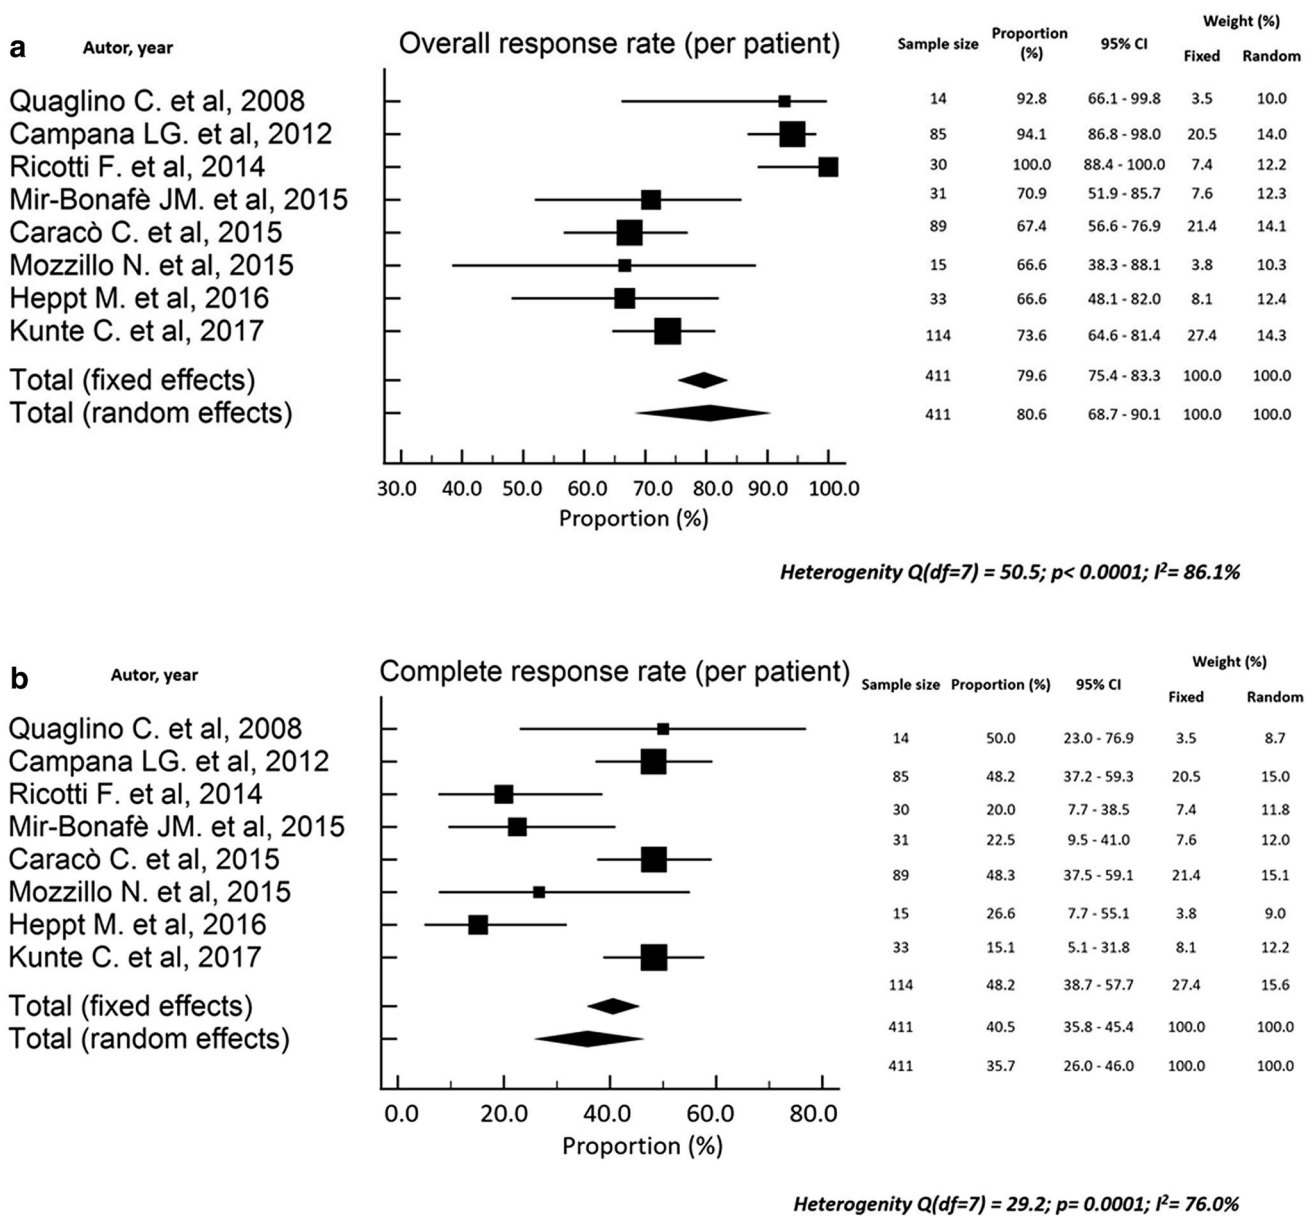 a Autor, year Overall response rate (per patient) Sample size Proportion (%) 95% CI Weight (%) Fixed Random
Quaglino C. et al, 2008 14 92.8 66.1 - 99.8 3.5 10.0
Campana LG. et al, 2012 85 94.1 86.8 - 98.0 20.5 14.0
Ricotti F. et al, 2014 30 100.0 88.4 - 100.0 7.4 12.2
Mir-Bonafè JM. et al, 2015 31 70.9 51.9 - 85.7 7.6 12.3
Caracò C. et al, 2015 89 67.4 56.6 - 76.9 21.4 14.1
Mozzillo N. et al, 2015 15 66.6 38.3 - 88.1 3.8 10.3
Heppt M. et al, 2016 33 66.6 48.1 - 82.0 8.1 12.4
Kunte C. et al, 2017 114 73.6 64.6 - 81.4 27.4 14.3
Total (fixed effects) 411 79.6 75.4 - 83.3 100.0 100.0
Total (random effects) 411 80.6 68.7 - 90.1 100.0 100.0
30.0 40.0 50.0 60.0 70.0 80.0 90.0 100.0
Proportion (%)
Heterogenity Q(df=7) = 50.5; p< 0.0001; I²= 86.1%
b Autor, year Complete response rate (per patient) Sample size Proportion (%) 95% CI Weight (%) Fixed Random
Quaglino C. et al, 2008 14 50.0 23.0 - 76.9 3.5 8.7
Campana LG. et al, 2012 85 48.2 37.2 - 59.3 20.5 15.0
Ricotti F. et al, 2014 30 20.0 7.7 - 38.5 7.4 11.8
Mir-Bonafè JM. et al, 2015 31 22.5 9.5 - 41.0 7.6 12.0
Caracò C. et al, 2015 89 48.3 37.5 - 59.1 21.4 15.1
Mozzillo N. et al, 2015 15 26.6 7.7 - 55.1 3.8 9.0
Heppt M. et al, 2016 33 15.1 5.1 - 31.8 8.1 12.2
Kunte C. et al, 2017 114 48.2 38.7 - 57.7 27.4 15.6
Total (fixed effects) 411 40.5 35.8 - 45.4 100.0 100.0
Total (random effects) 411 35.7 26.0 - 46.0 100.0 100.0
0.0 20.0 40.0 60.0 80.0
Proportion (%)
Heterogenity Q(df=7) = 29.2; p= 0.0001; I²= 76.0%